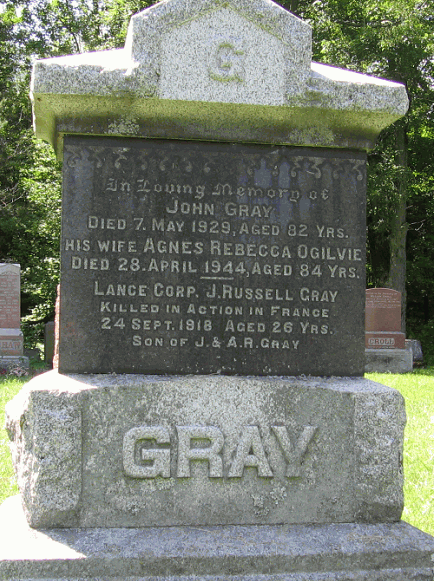 G
In Loving Memory of
JOHN GRAY
DIED 7. MAY 1929, AGED 82 YRS.
HIS WIFE AGNES REBECCA OGILVIE
DIED 28. APRIL 1944, AGED 84 YRS.
LANCE CORP. J. RUSSELL GRAY
KILLED IN ACTION IN FRANCE
24 SEPT. 1918 AGED 26 YRS.
SON OF J. & A.R. GRAY
GRAY